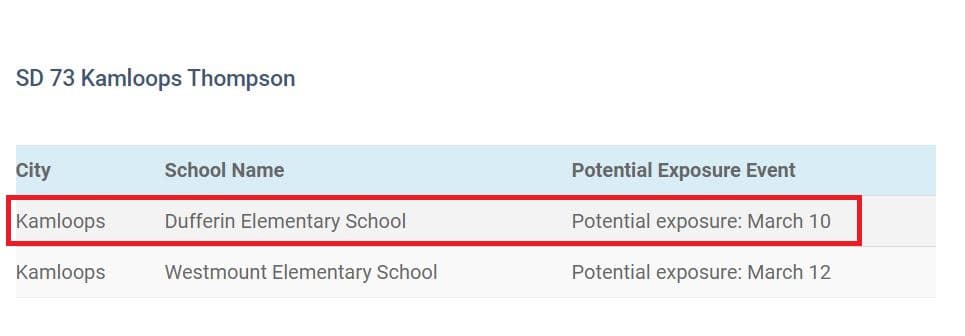 SD 73 Kamloops Thompson
City School Name Potential Exposure Event
Kamloops Dufferin Elementary School Potential exposure: March 10
Kamloops Westmount Elementary School Potential exposure: March 12